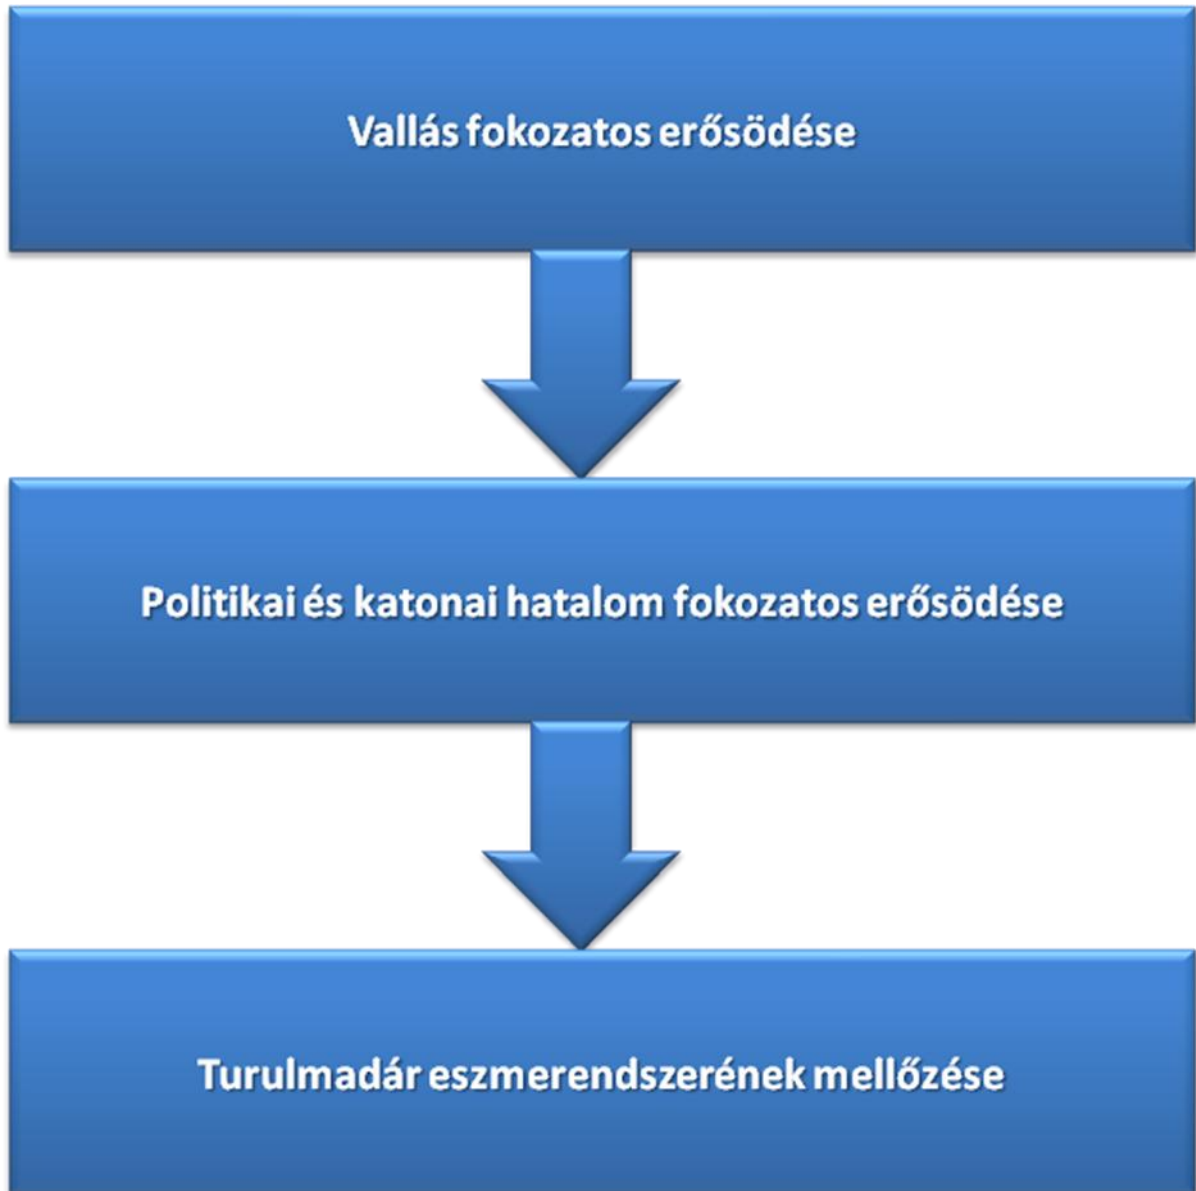 Vallás fokozatos erősödése
Politikai és katonai hatalom fokozatos erősödése
Turulmadár eszmerendszerének mellőzése